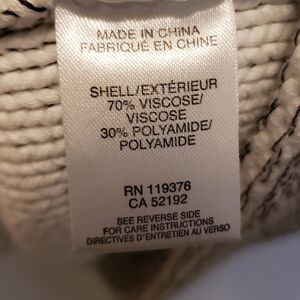 MADE IN CHINA
FABRIQUÉ EN CHINE
SHELL/EXTÉRIEUR
70% VISCOSE/
VISCOSE
30% POLYAMIDE/
POLYAMIDE
RN 119376
CA 52192
SEE REVERSE SIDE
FOR CARE INSTRUCTIONS
DIRECTIVES D'ENTRETIEN AU VERSO